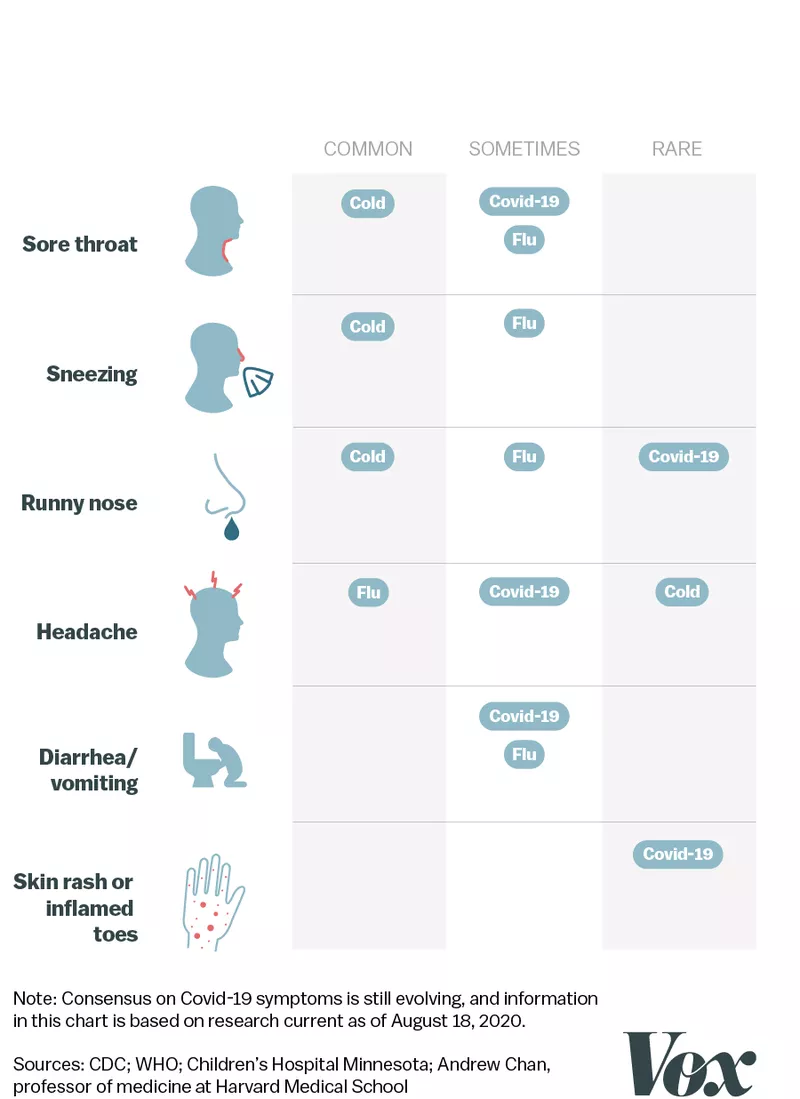 COMMON SOMETIMES RARE
Sore throat
Cold
Covid-19
Flu
Sneezing
Cold
Flu
Runny nose
Cold
Flu
Covid-19
Headache
Flu
Covid-19
Cold
Diarrhea/
vomiting
Covid-19
Flu
Skin rash or
inflamed
toes
Covid-19
Note: Consensus on Covid-19 symptoms is still evolving, and information
in this chart is based on research current as of August 18, 2020.
Sources: CDC; WHO; Children’s Hospital Minnesota; Andrew Chan,
professor of medicine at Harvard Medical School
Vox